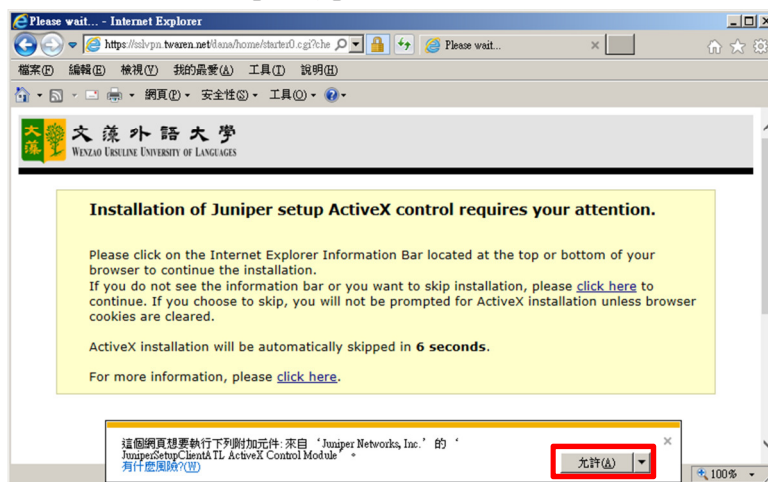 Please wait... - Internet Explorer
https://sslvpn.twaren.net/dana/home/starter0.cgi?che
Please wait...
檔案(F) 編輯(E) 檢視(V) 我的最愛(A) 工具(T) 說明(H)
網頁(P) 安全性(S) 工具(O)
大藻
文藻外語大學
WENZAO URSULINE UNIVERSITY OF LANGUAGES
Installation of Juniper setup ActiveX control requires your attention.
Please click on the Internet Explorer Information Bar located at the top or bottom of your
browser to continue the installation.
If you do not see the information bar or you want to skip installation, please click here to
continue. If you choose to skip, you will not be prompted for ActiveX installation unless browser
cookies are cleared.
ActiveX installation will be automatically skipped in 6 seconds.
For more information, please click here.
這個網頁想要執行下列附加元件: 來自 'Juniper Networks, Inc.' 的 '
JuniperSetupClientATL ActiveX Control Module'。
有什麼風險?(W)
允許(A)
100%